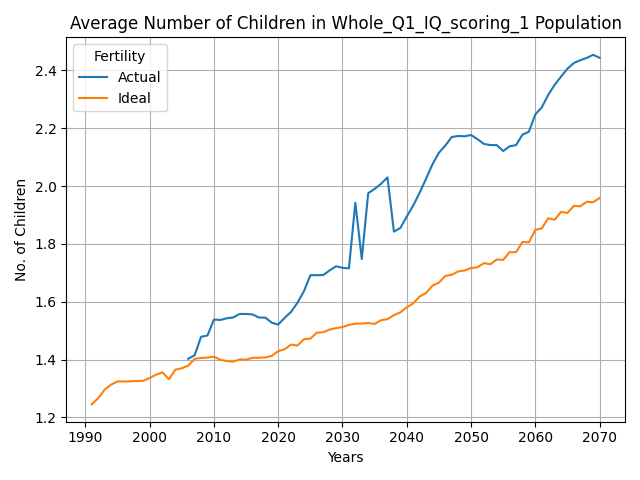 Average Number of Children in Whole_Q1_IQ_scoring_1 Population
Fertility
Actual
Ideal
No. of Children
2.4
2.2
2.0
1.8
1.6
1.4
1.2
1990 2000 2010 2020 2030 2040 2050 2060 2070
Years